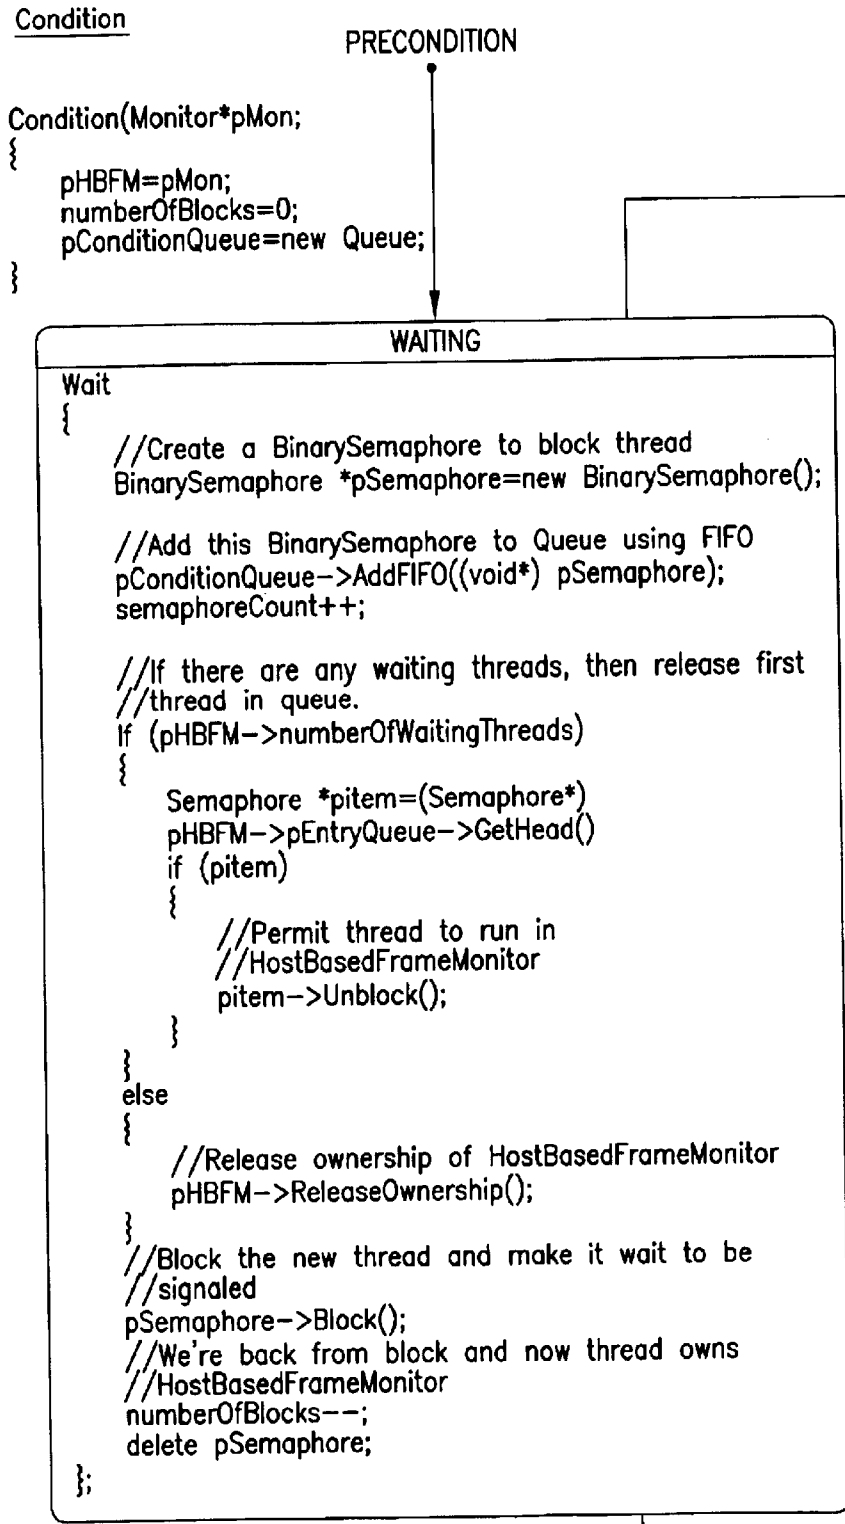 Condition
PRECONDITION
Condition(Monitor*pMon;
{
pHBFM=pMon;
numberOfBlocks=0;
pConditionQueue=new Queue;
}
WAITING
Wait
{
//Create a BinarySemaphore to block thread
BinarySemaphore *pSemaphore=new BinarySemaphore();
//Add this BinarySemaphore to Queue using FIFO
pConditionQueue->AddFIFO((void*) pSemaphore);
semaphoreCount++;
//If there are any waiting threads, then release first
//thread in queue.
If (pHBFM->numberOfWaitingThreads)
{
Semaphore *pitem=(Semaphore*)
pHBFM->pEntryQueue->GetHead()
if (pitem)
{
//Permit thread to run in
//HostBasedFrameMonitor
pitem->Unblock();
}
}
else
{
//Release ownership of HostBasedFrameMonitor
pHBFM->ReleaseOwnership();
}
//Block the new thread and make it wait to be
//signaled
pSemaphore->Block();
//We're back from block and now thread owns
//HostBasedFrameMonitor
numberOfBlocks--;
delete pSemaphore;
};